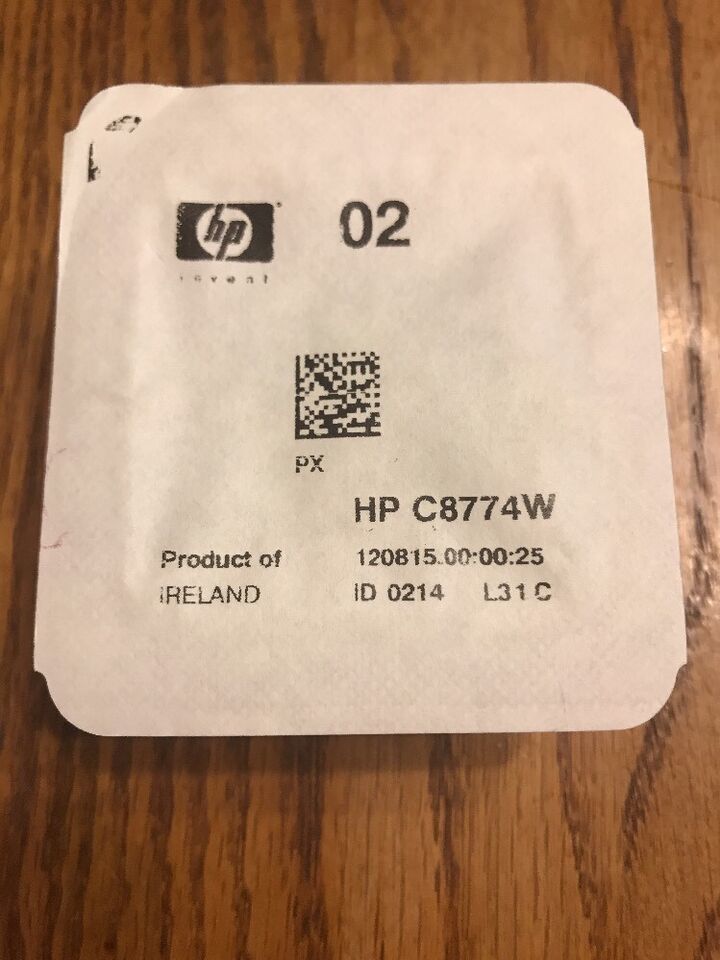 hp
invent
02
PX
HP C8774W
Product of
IRELAND
120815.00:00:25
ID 0214 L31 C